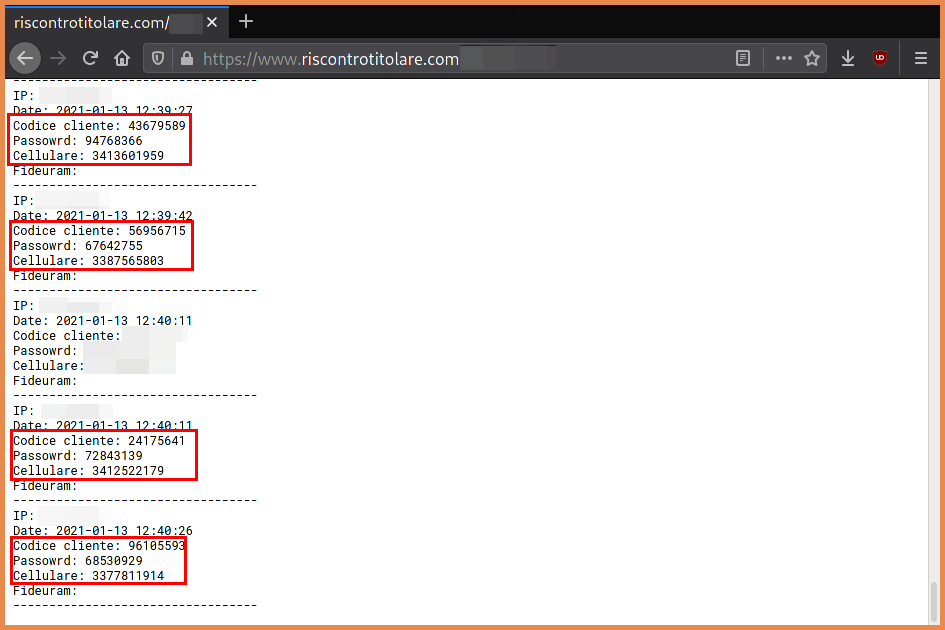 riscontrotitolare.com/
https://www.riscontrotitolare.com
UD
--------------------------------
IP:
Date: 2021-01-13 12:39:27
Codice cliente: 43679589
Passowrd: 94768366
Cellulare: 3413601959
Fideuram:
----------------------------------
IP:
Date: 2021-01-13 12:39:42
Codice cliente: 56956715
Passowrd: 67642755
Cellulare: 3387565803
Fideuram:
----------------------------------
IP:
Date: 2021-01-13 12:40:11
Codice cliente:
Passowrd:
Cellulare:
Fideuram:
----------------------------------
IP:
Date: 2021-01-13 12:40:11
Codice cliente: 24175641
Passowrd: 72843139
Cellulare: 3412522179
Fideuram:
----------------------------------
IP:
Date: 2021-01-13 12:40:26
Codice cliente: 96105593
Passowrd: 68530929
Cellulare: 3377811914
Fideuram:
----------------------------------